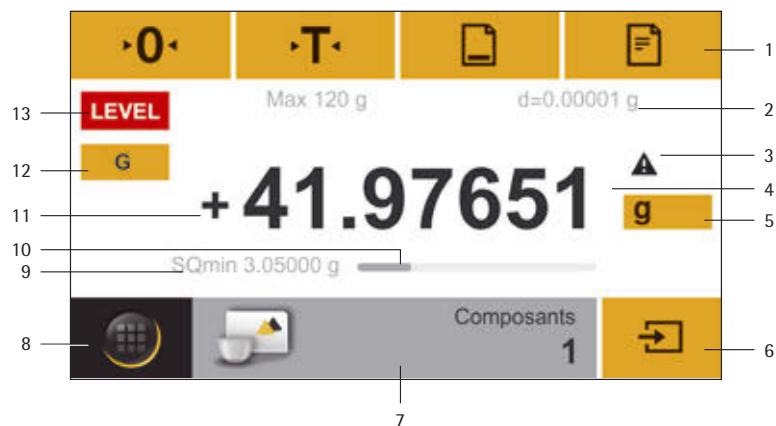 0 T 1
Max 120 g d=0.00001 g 2
13 LEVEL
3
12 G
4
+ 41.97651
g 5
11
10
9 SQmin 3.05000 g
Composants
8 1 6
7